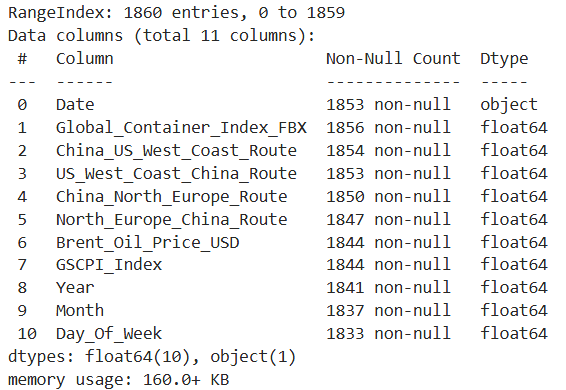 RangeIndex: 1860 entries, 0 to 1859
Data columns (total 11 columns):
 #   Column                     Non-Null Count  Dtype
---  ------                     --------------  -----
 0   Date                       1853 non-null   object
 1   Global_Container_Index_FBX  1856 non-null   float64
 2   China_US_West_Coast_Route  1854 non-null   float64
 3   US_West_Coast_China_Route  1853 non-null   float64
 4   China_North_Europe_Route   1850 non-null   float64
 5   North_Europe_China_Route   1847 non-null   float64
 6   Brent_Oil_Price_USD        1844 non-null   float64
 7   GSCPI_Index                1844 non-null   float64
 8   Year                       1841 non-null   float64
 9   Month                      1837 non-null   float64
 10  Day_Of_Week                1833 non-null   float64
dtypes: float64(10), object(1)
memory usage: 160.0+ KB